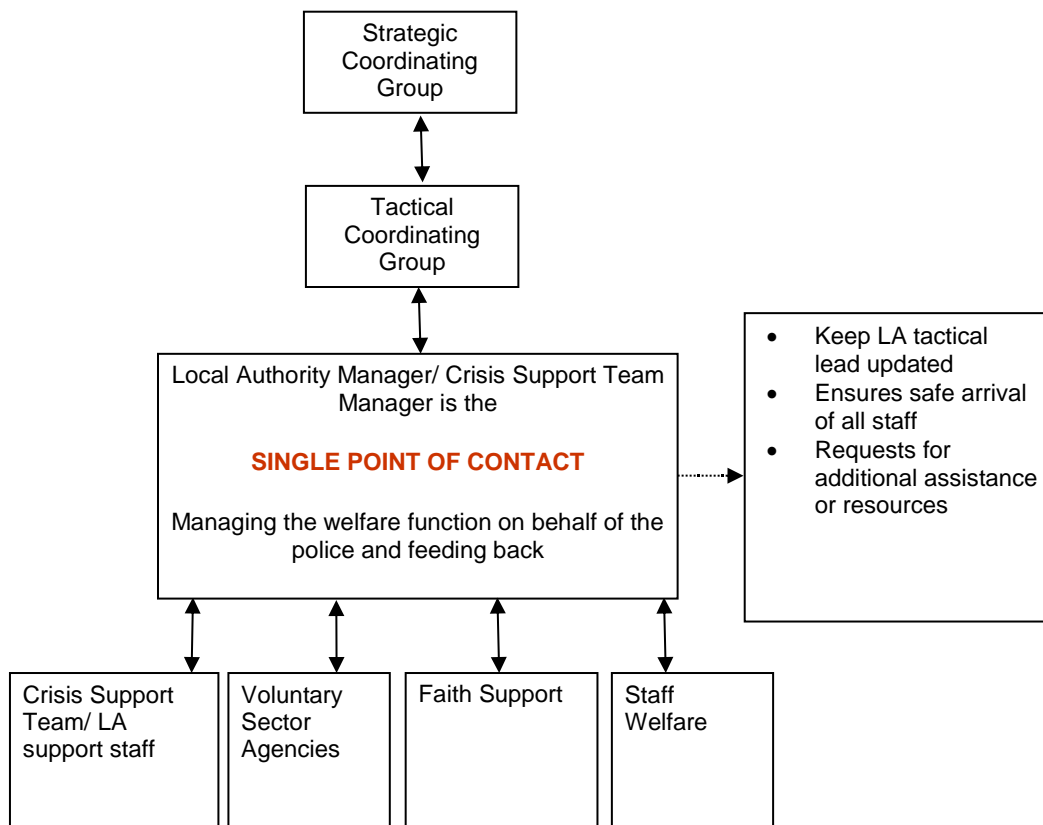 Strategic
Coordinating
Group
Tactical
Coordinating
Group
Local Authority Manager/ Crisis Support Team
Manager is the
SINGLE POINT OF CONTACT
Managing the welfare function on behalf of the
police and feeding back
• Keep LA tactical
lead updated
• Ensures safe arrival
of all staff
• Requests for
additional assistance
or resources
Crisis Support
Team/ LA
support staff
Voluntary
Sector
Agencies
Faith Support
Staff
Welfare